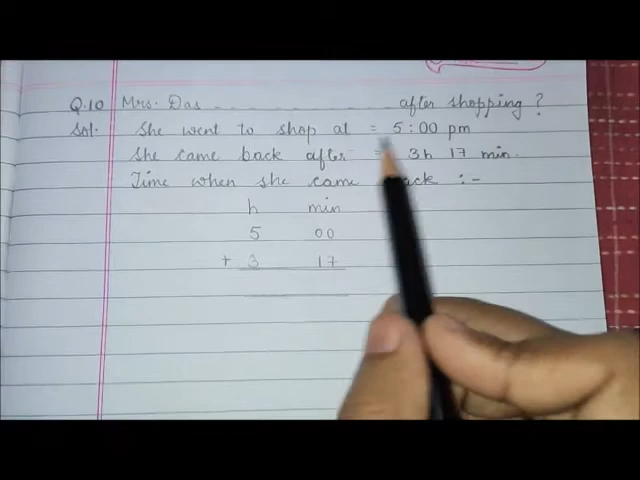 Q.10 Mrs. Das _ _ _ _ _ _ _ _ _ _ _ after shopping ?
Sol. She went to shop at = 5:00 pm
She came back after = 3h 17 min.
Time when she came back :-
h min
5 00
+ 3 17